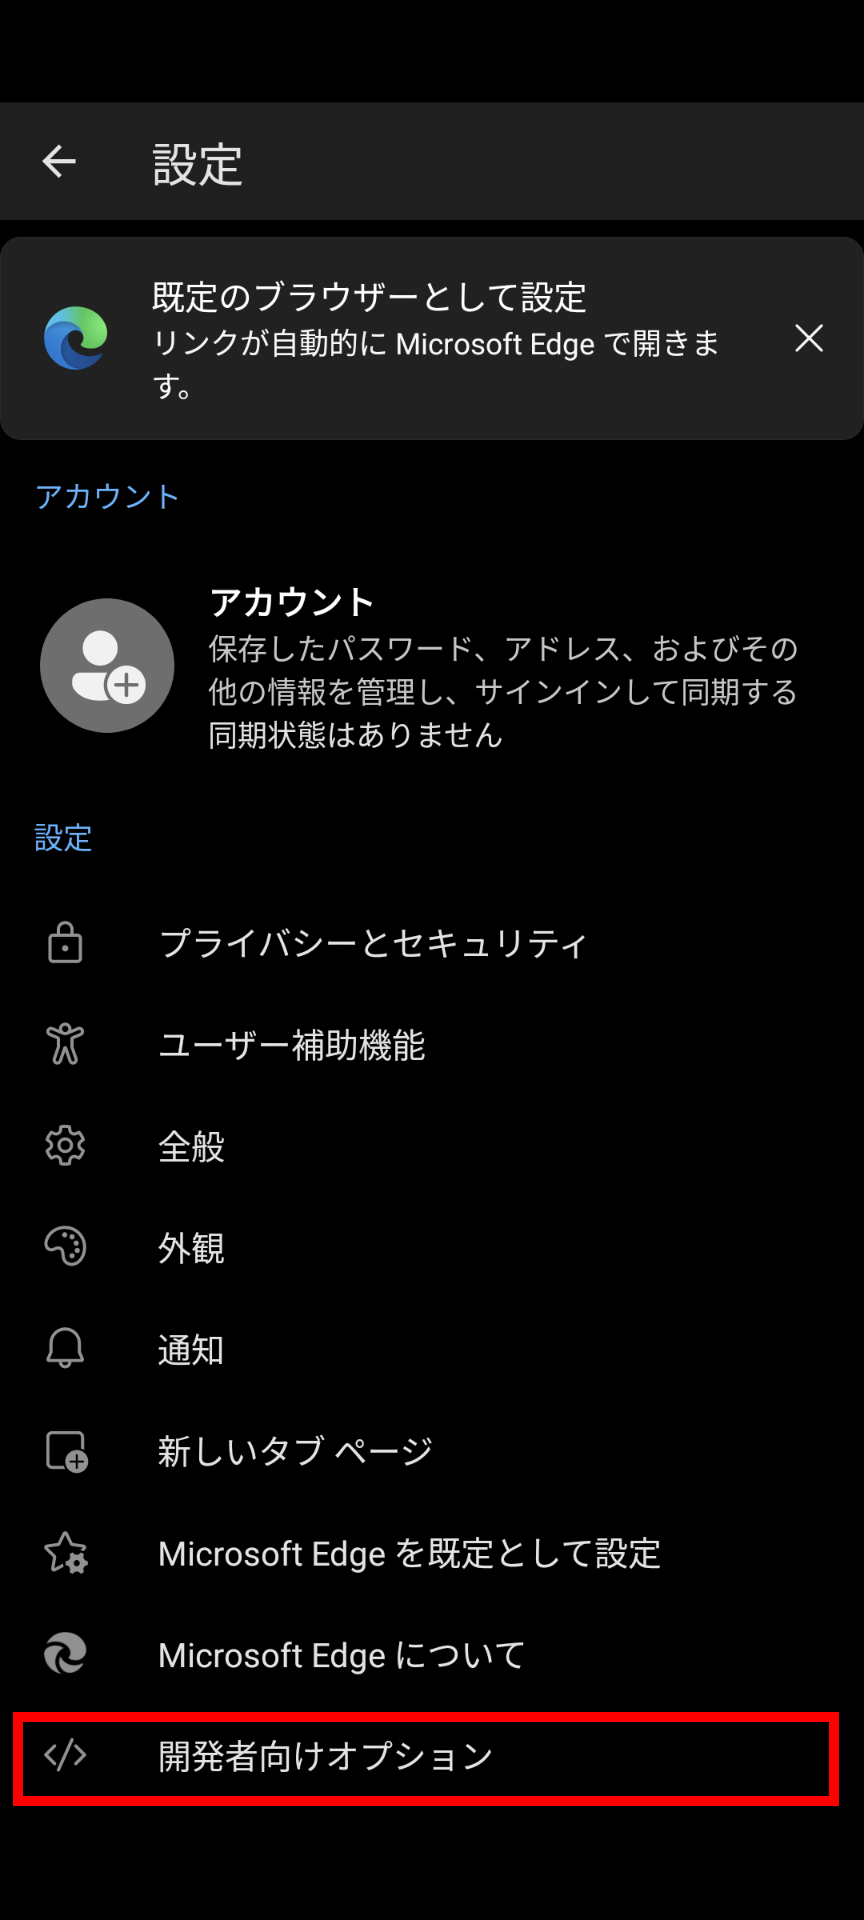 設定
既定のブラウザーとして設定
リンクが自動的に Microsoft Edge で開きま
す。
アカウント
アカウント
保存したパスワード、アドレス、およびその
他の情報を管理し、サインインして同期する
同期状態はありません
設定
プライバシーとセキュリティ
ユーザー補助機能
全般
外観
通知
新しいタブ ページ
Microsoft Edge を既定として設定
Microsoft Edge について
開発者向けオプション